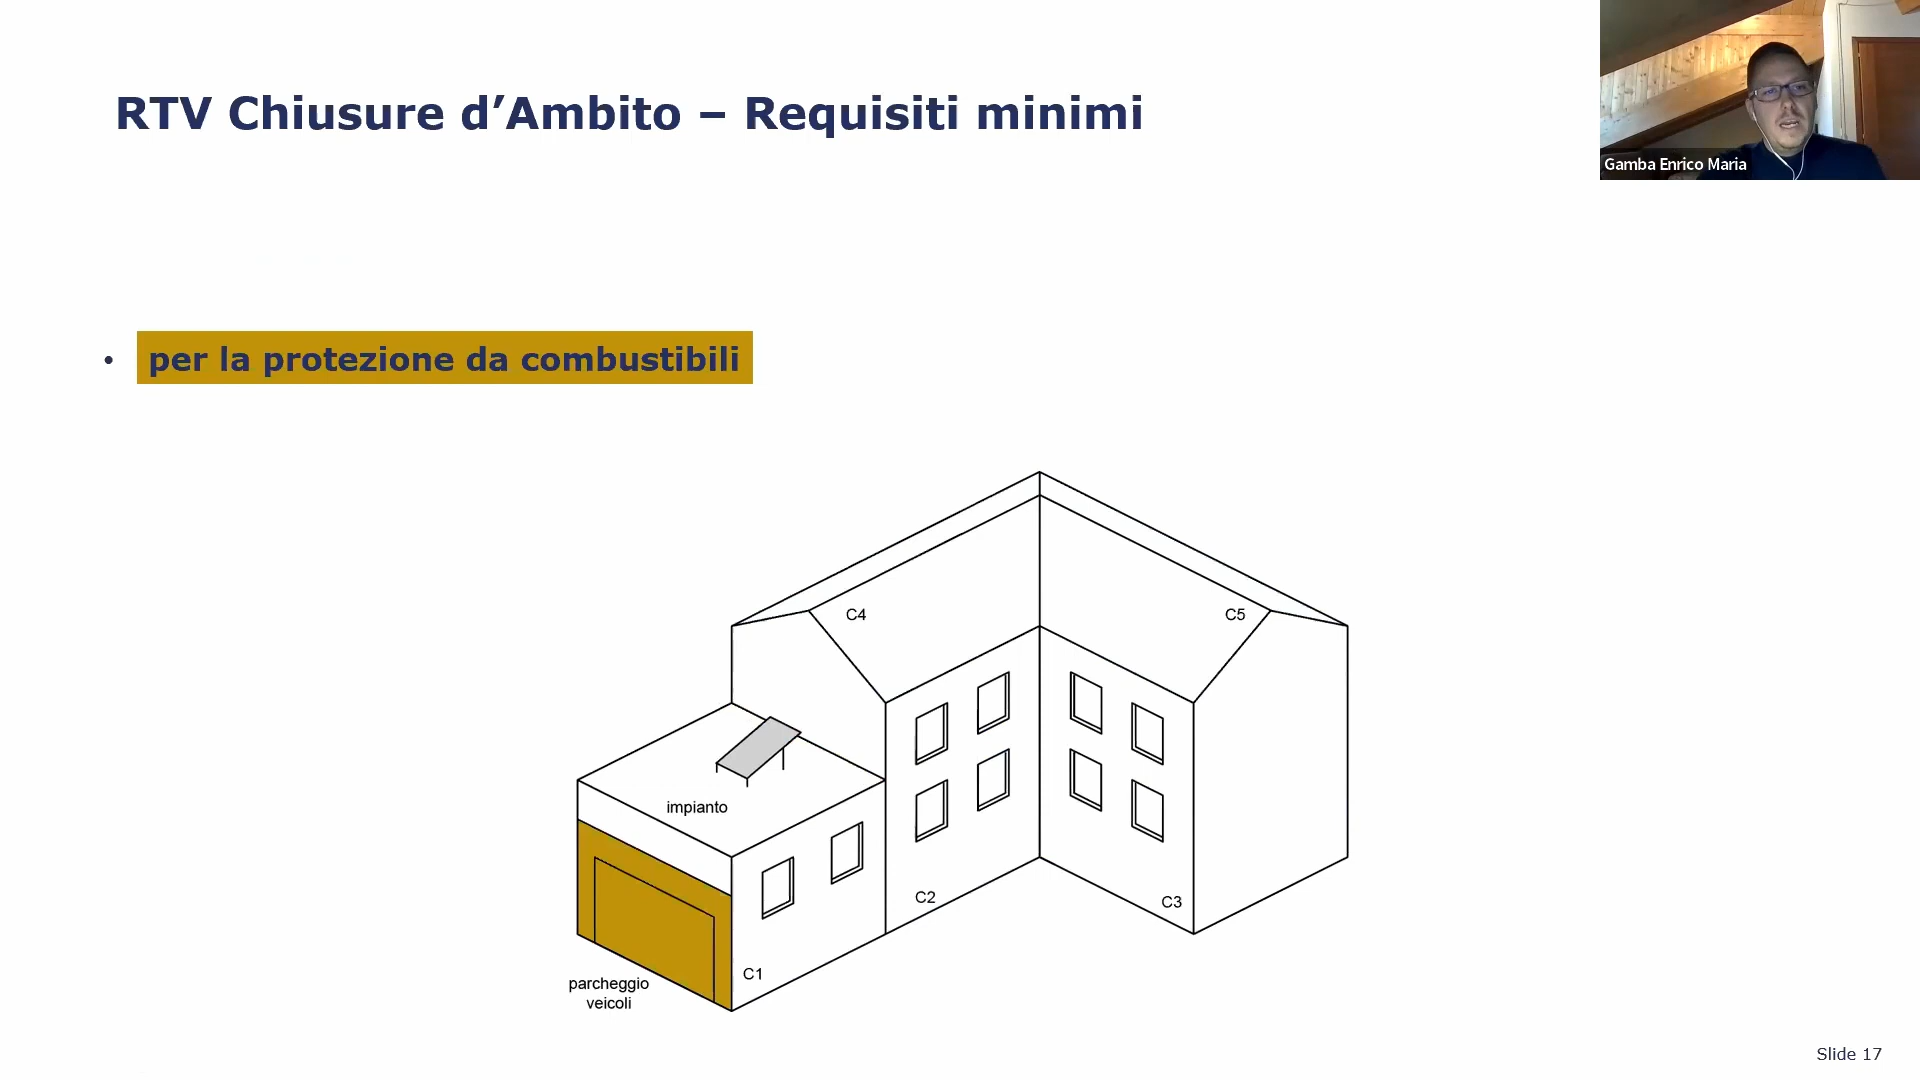 RTV Chiusure d’Ambito – Requisiti minimi
Gamba Enrico Maria
• per la protezione da combustibili
C4
C5
impianto
C2
C3
C1
parcheggio
veicoli
Slide 17